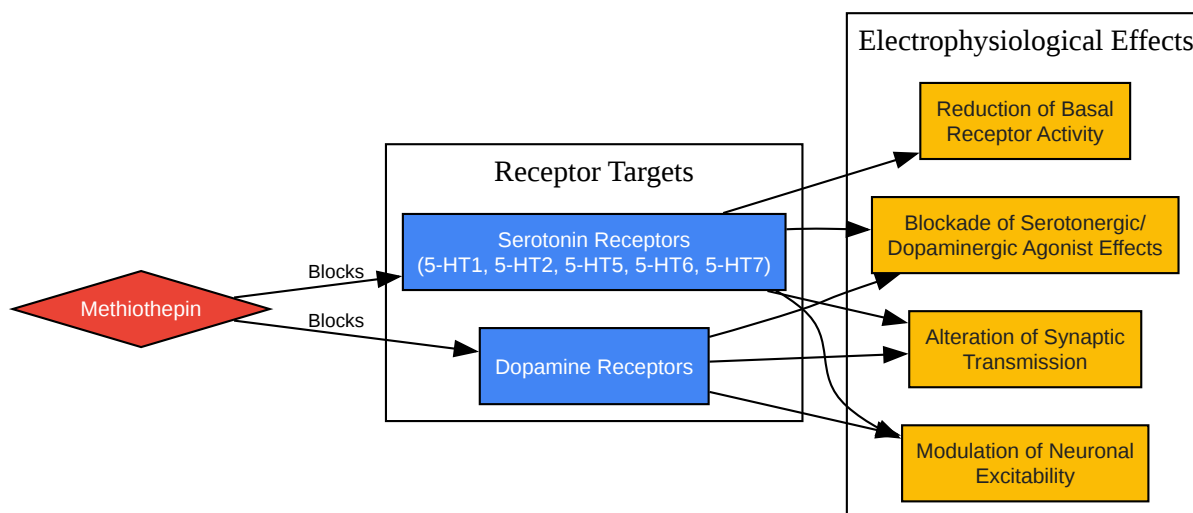 Electrophysiological Effects
Reduction of Basal
Receptor Activity
Receptor Targets
Serotonin Receptors
(5-HT1, 5-HT2, 5-HT5, 5-HT6, 5-HT7)
Blockade of Serotonergic/
Dopaminergic Agonist Effects
Blocks
Methiothepin
Blocks
Dopamine Receptors
Alteration of Synaptic
Transmission
Modulation of Neuronal
Excitability